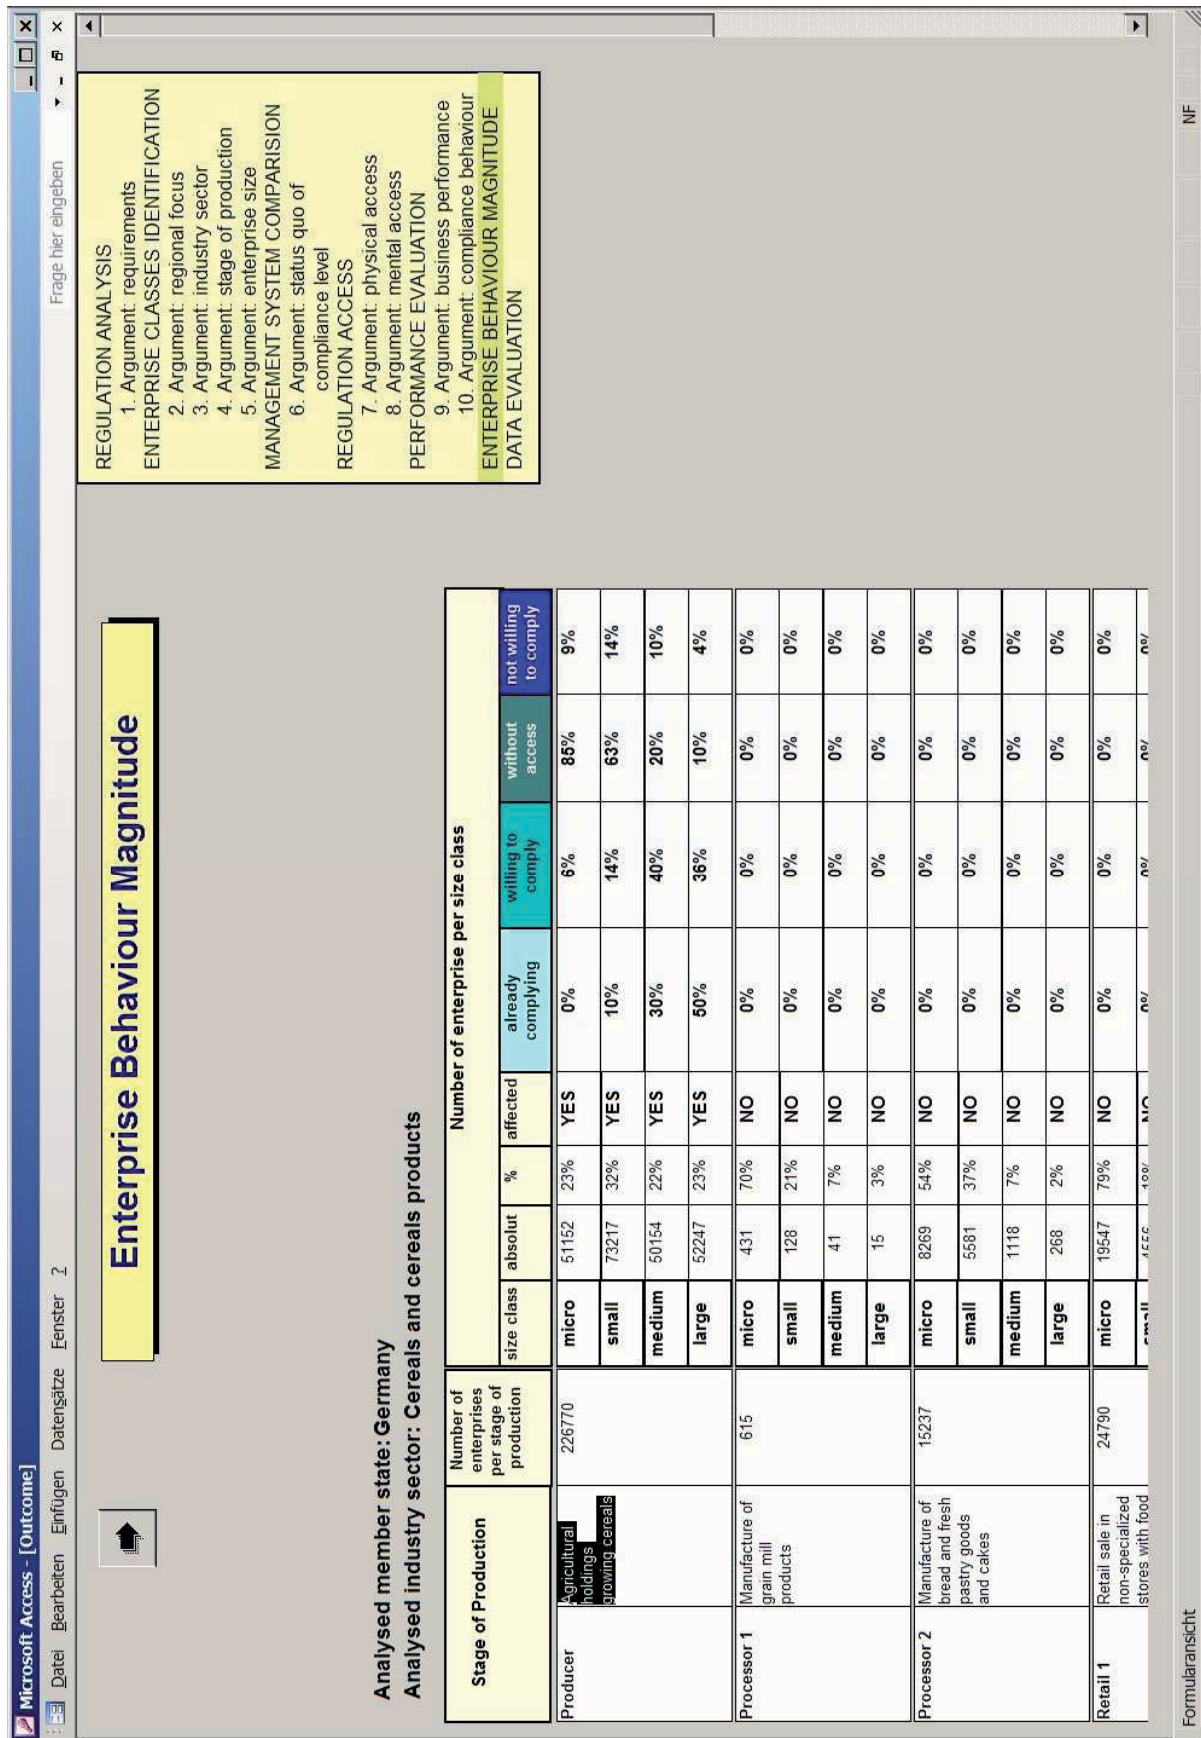 Microsoft Access - [Outcome]
Datei Bearbeiten Einfügen Datensätze Fenster ? Frage hier eingeben
Enterprise Behaviour Magnitude
REGULATION ANALYSIS
1. Argument: requirements
ENTERPRISE CLASSES IDENTIFICATION
2. Argument: regional focus
3. Argument: industry sector
4. Argument: stage of production
5. Argument: enterprise size
MANAGEMENT SYSTEM COMPARISION
6. Argument: status quo of
compliance level
REGULATION ACCESS
7. Argument: physical access
8. Argument: mental access
PERFORMANCE EVALUATION
9. Argument: business performance
10. Argument: compliance behaviour
ENTERPRISE BEHAVIOUR MAGNITUDE
DATA EVALUATION
Analysed member state: Germany
Analysed industry sector: Cereals and cereals products
Stage of Production
Number of
enterprises
per stage of
production
Number of enterprise per size class
size class absolut % affected already complying willing to comply without access not willing to comply
Producer
Agricultural
holdings
growing cereals
226770
micro 51152 23% YES 0% 6% 85% 9%
small 73217 32% YES 10% 14% 63% 14%
medium 50154 22% YES 30% 40% 20% 10%
large 52247 23% YES 50% 36% 10% 4%
Processor 1
Manufacture of
grain mill
products
615
micro 431 70% NO 0% 0% 0% 0%
small 128 21% NO 0% 0% 0% 0%
medium 41 7% NO 0% 0% 0% 0%
large 15 3% NO 0% 0% 0% 0%
Processor 2
Manufacture of
bread and fresh
pastry goods
and cakes
15237
micro 8269 54% NO 0% 0% 0% 0%
small 5581 37% NO 0% 0% 0% 0%
medium 1118 7% NO 0% 0% 0% 0%
large 268 2% NO 0% 0% 0% 0%
Retail 1
Retail sale in
non-specialized
stores with food
24790
micro 19547 79% NO 0% 0% 0% 0%
small NO 0% 0% 0% 0%
Formularansicht NF